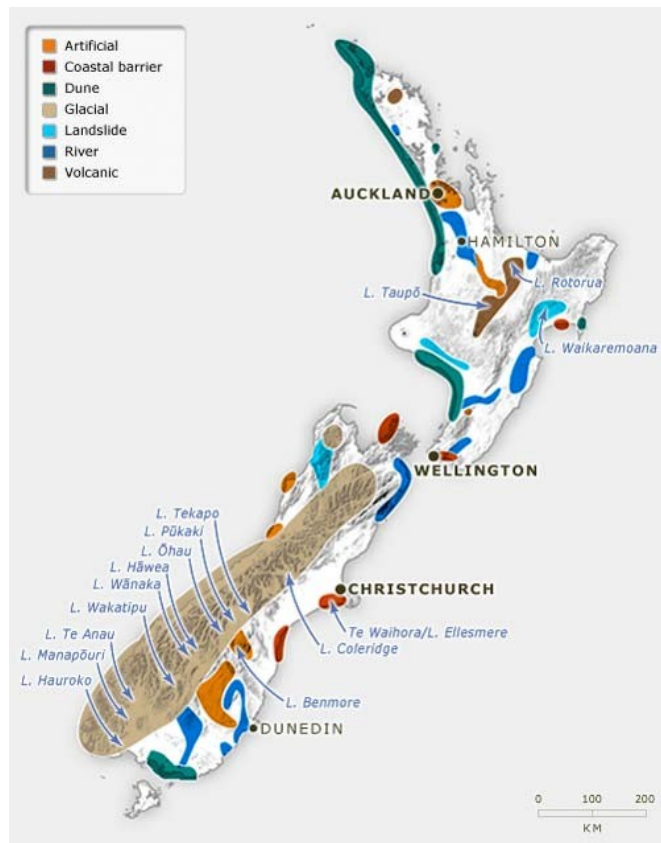 Artificial
Coastal barrier
Dune
Glacial
Landslide
River
Volcanic
AUCKLAND
HAMILTON
L. Rotorua
L. Taupō
L. Waikaremoana
WELLINGTON
L. Tekapo
L. Pūkaki
L. Ōhau
L. Hāwea
L. Wānaka
L. Wakatipu
L. Te Anau
L. Manapōuri
L. Hauroko
CHRISTCHURCH
Te Waihora/L. Ellesmere
L. Coleridge
L. Benmore
DUNEDIN
0 100 200
KM